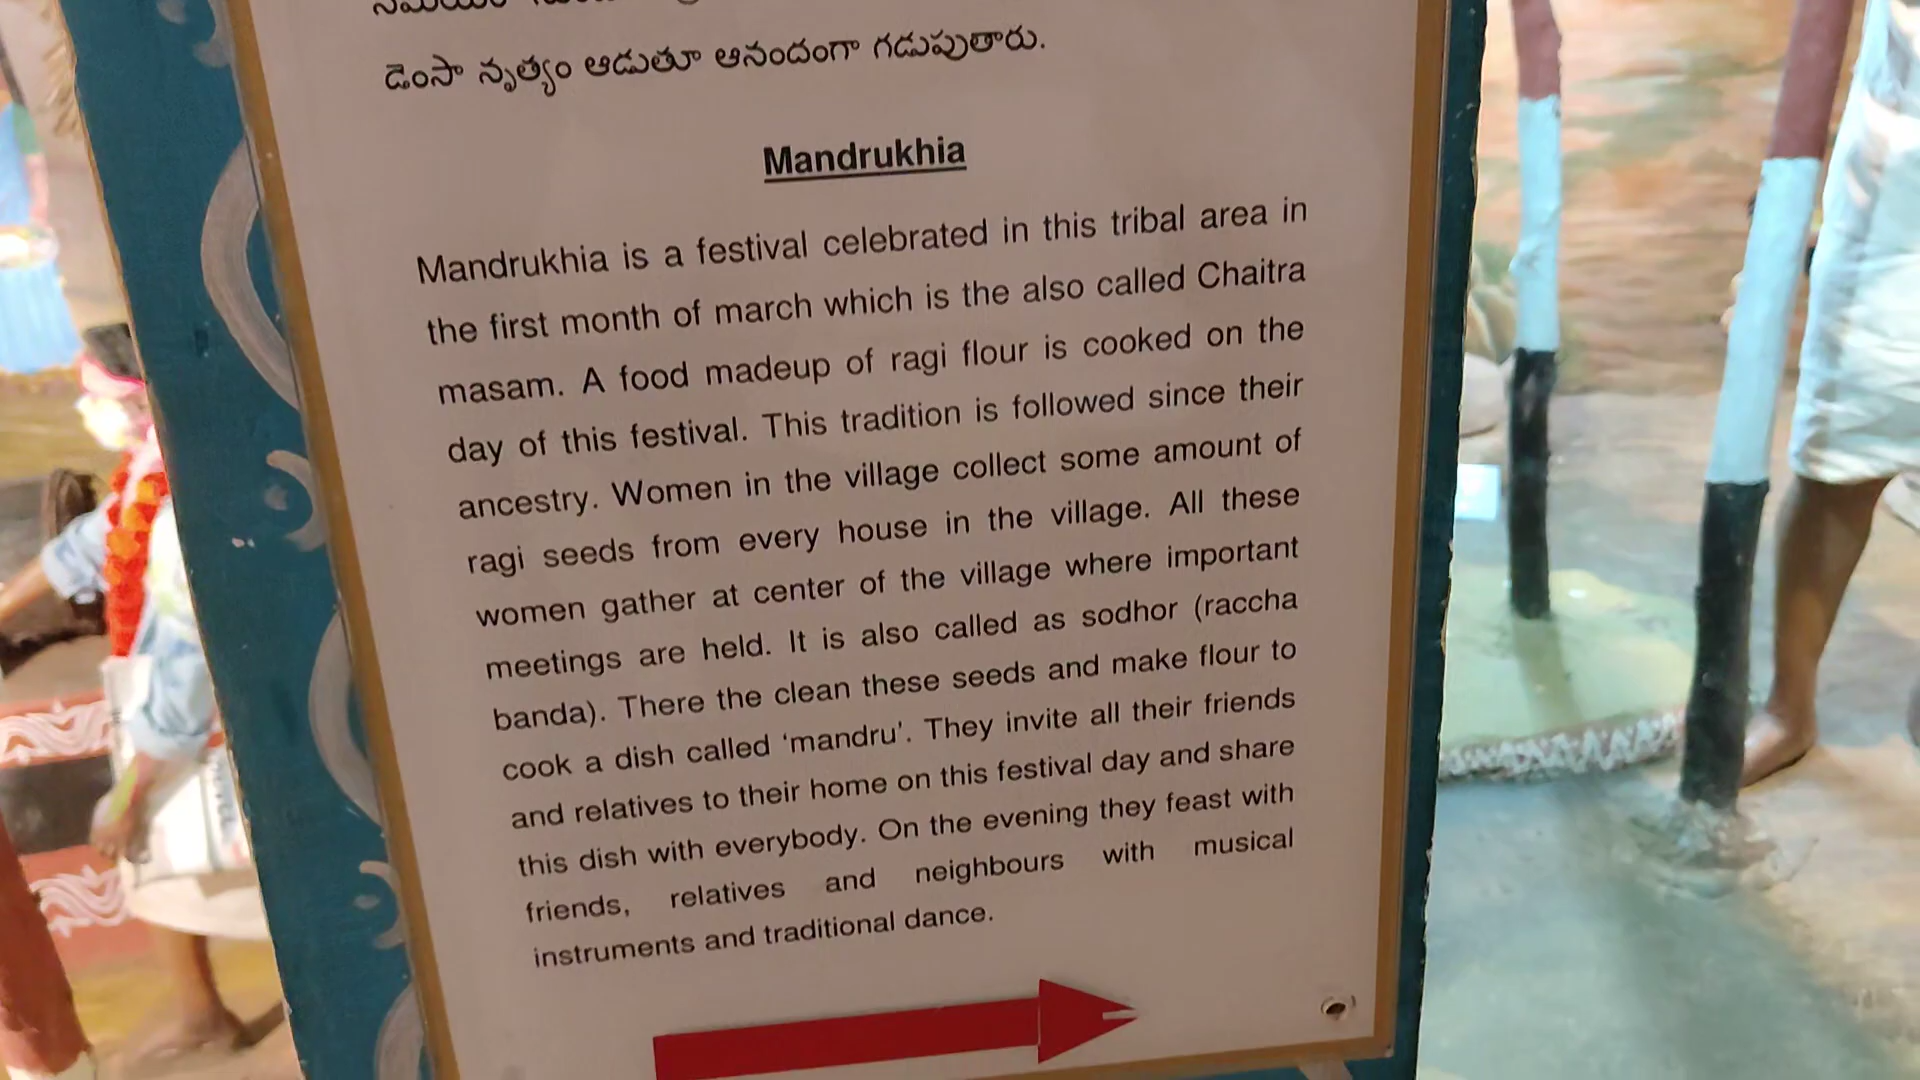 డెంసా నృత్యం ఆడుతూ ఆనందంగా గడుపుతారు.
Mandrukhia
Mandrukhia is a festival celebrated in this tribal area in
the first month of march which is the also called Chaitra
masam. A food madeup of ragi flour is cooked on the
day of this festival. This tradition is followed since their
ancestry. Women in the village collect some amount of
ragi seeds from every house in the village. All these
women gather at center of the village where important
meetings are held. It is also called as sodhor (raccha
banda). There the clean these seeds and make flour to
cook a dish called ‘mandru’. They invite all their friends
and relatives to their home on this festival day and share
this dish with everybody. On the evening they feast with
friends, relatives and neighbours with musical
instruments and traditional dance.